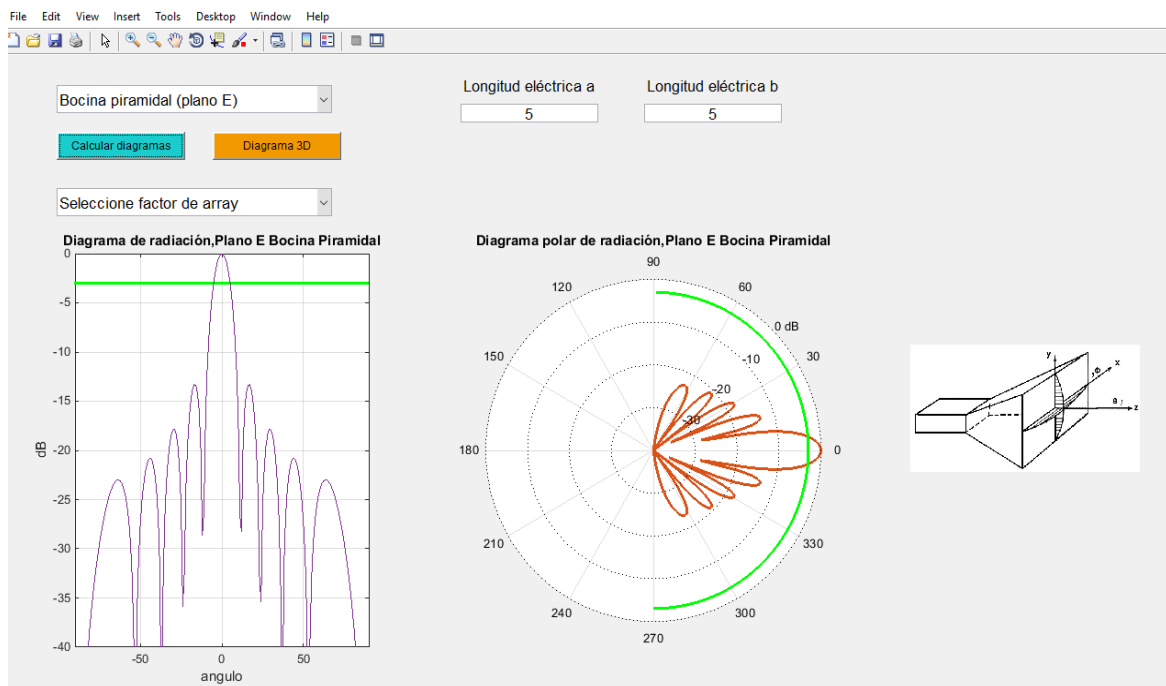 File Edit View Insert Tools Desktop Window Help
Bocina piramidal (plano E)
Longitud eléctrica a
5
Longitud eléctrica b
5
Calcular diagramas
Diagrama 3D
Seleccione factor de array
Diagrama de radiación,Plano E Bocina Piramidal
0
-5
-10
-15
-20
-25
-30
-35
-40
dB
-50
0
50
angulo
Diagrama polar de radiación,Plano E Bocina Piramidal
90
120
60
0 dB
150
-10
30
-20
-30
180
0
210
330
240
300
270
y
x
,Φ
θ
z